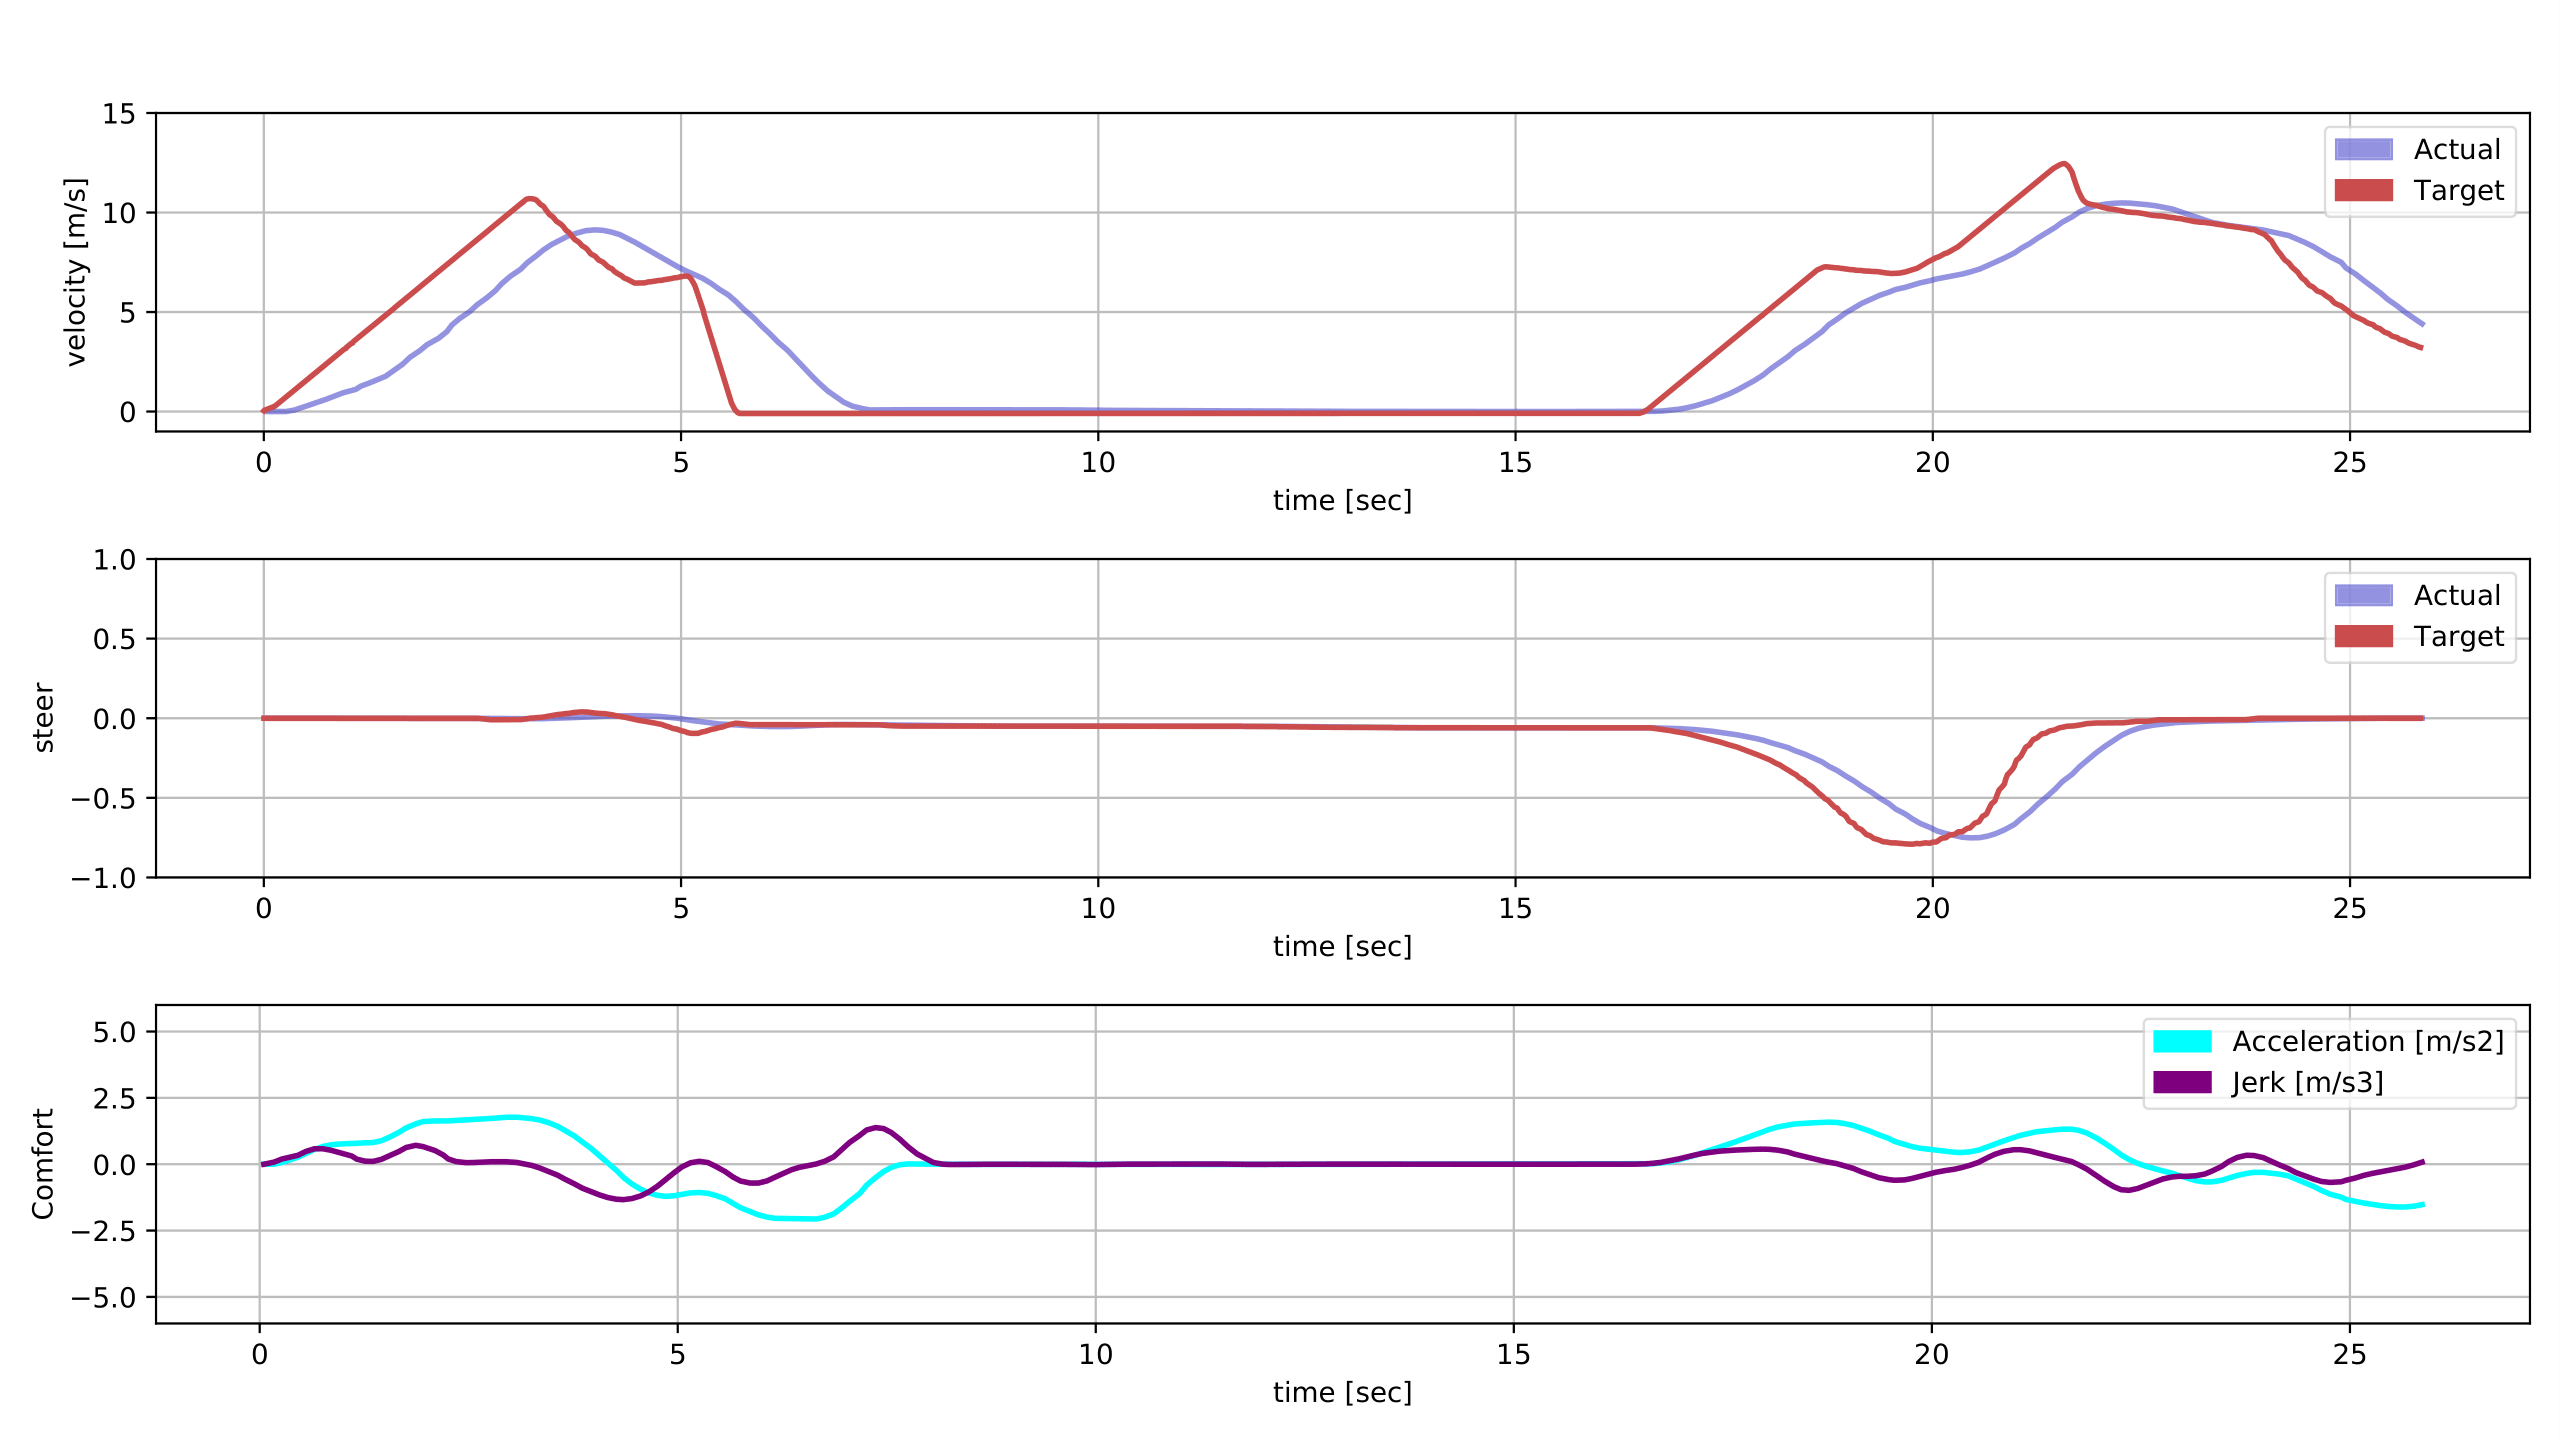 15
10
5
0
velocity [m/s]
Actual
Target
0 5 10 15 20 25
time [sec]
1.0
0.5
0.0
−0.5
−1.0
steer
Actual
Target
0 5 10 15 20 25
time [sec]
5.0
2.5
0.0
−2.5
−5.0
Comfort
Acceleration [m/s2]
Jerk [m/s3]
0 5 10 15 20 25
time [sec]